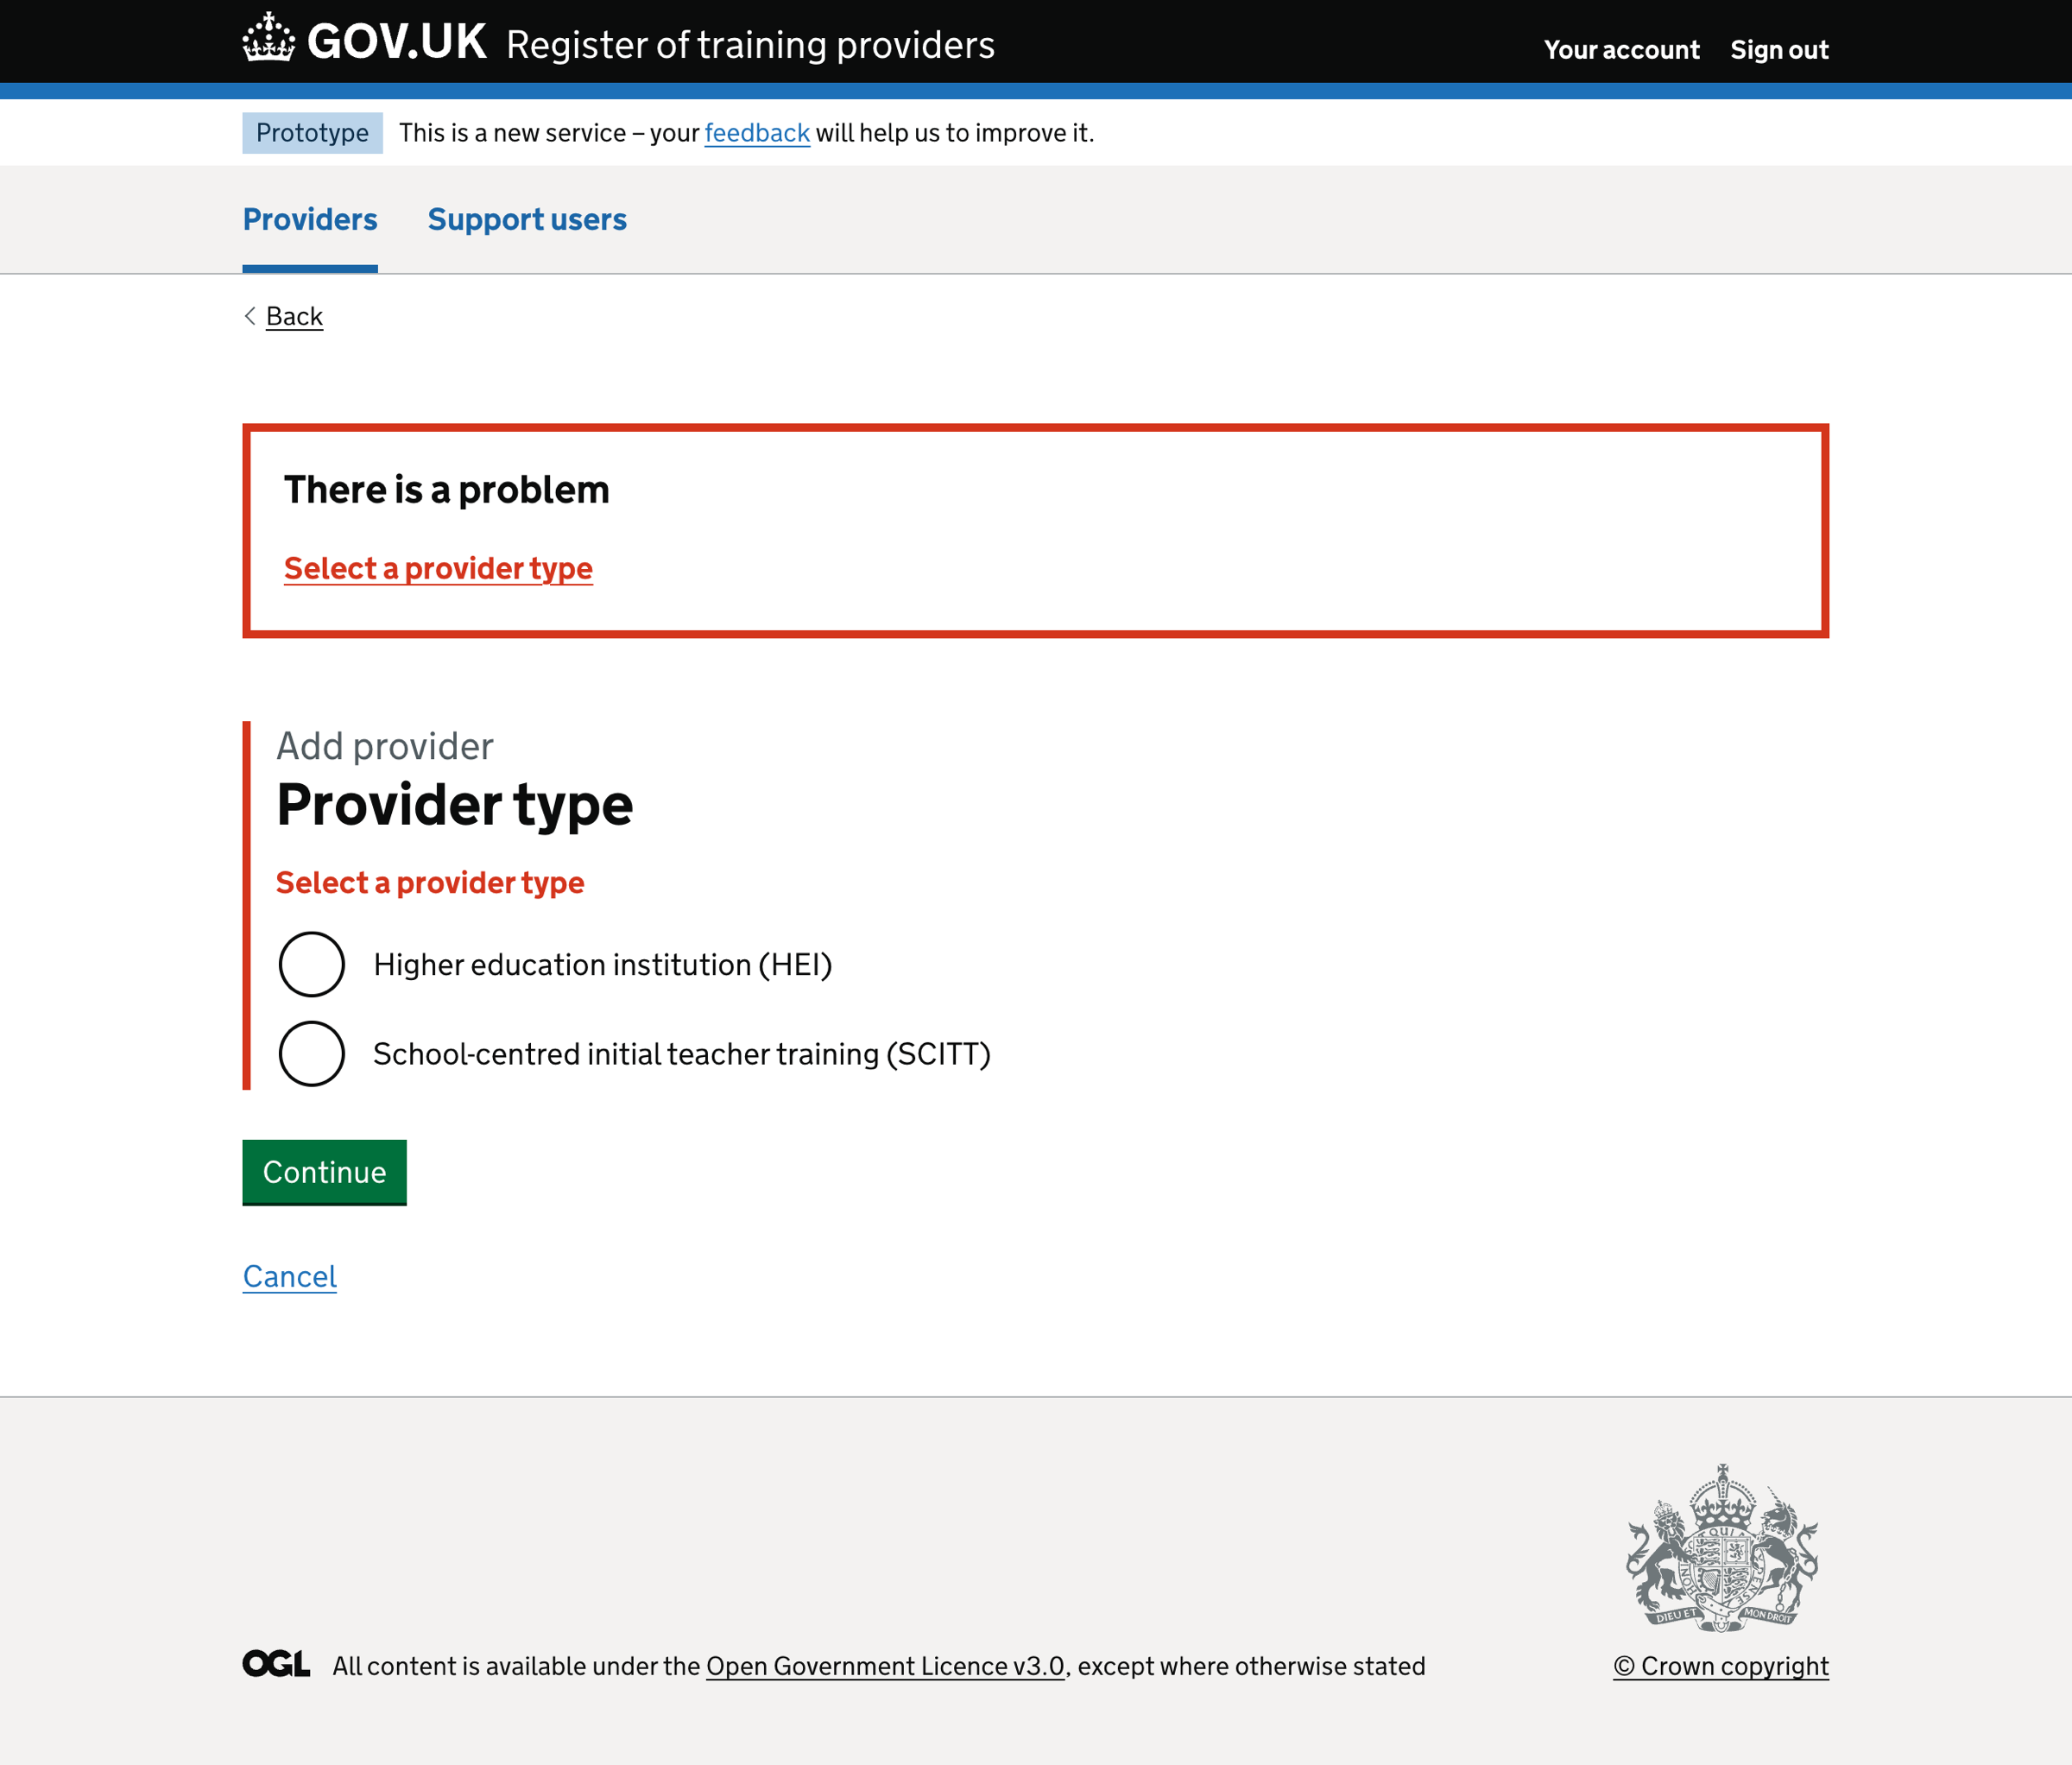 GOV.UK Register of training providers Your account Sign out
Prototype This is a new service – your feedback will help us to improve it.
Providers Support users
Back
There is a problem
Select a provider type
Add provider
Provider type
Select a provider type
Higher education institution (HEI)
School-centred initial teacher training (SCITT)
Continue
Cancel
DIEU ET MON DROIT
OGL All content is available under the Open Government Licence v3.0, except where otherwise stated © Crown copyright